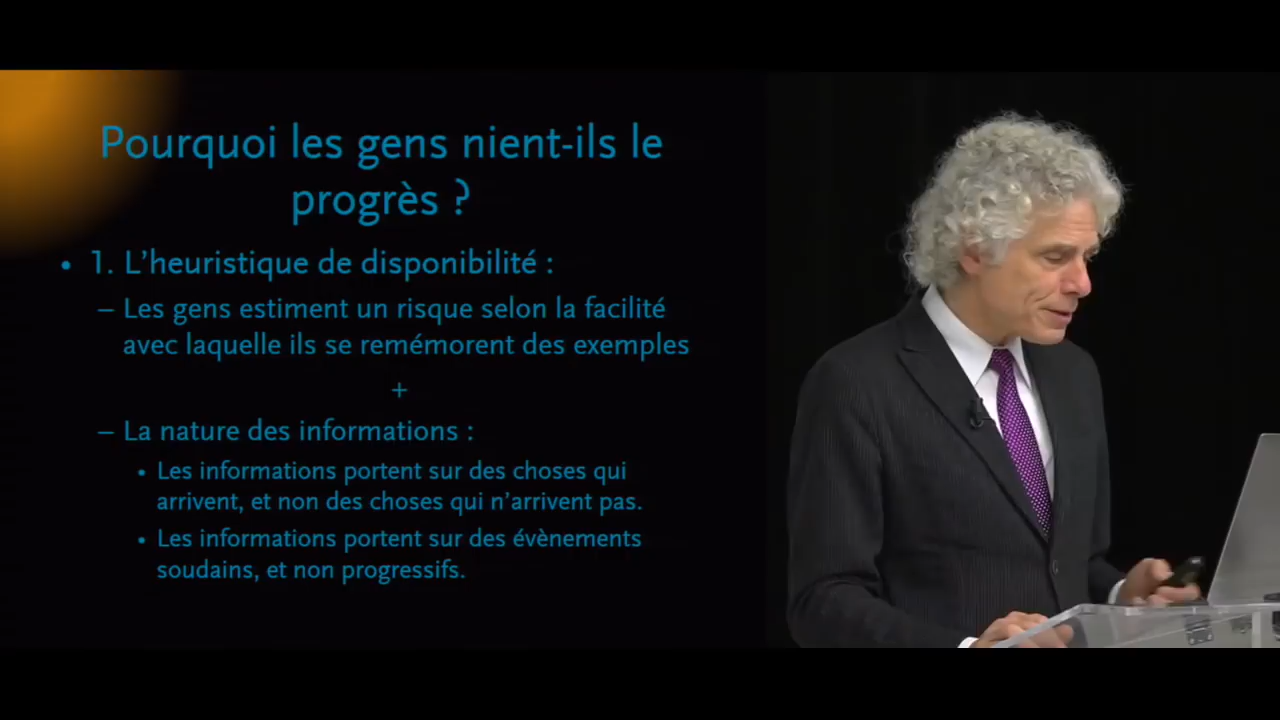 Pourquoi les gens nient-ils le
progrès ?
• 1. L’heuristique de disponibilité :
– Les gens estiment un risque selon la facilité
avec laquelle ils se remémorent des exemples
+
– La nature des informations :
• Les informations portent sur des choses qui
arrivent, et non des choses qui n’arrivent pas.
• Les informations portent sur des évènements
soudains, et non progressifs.